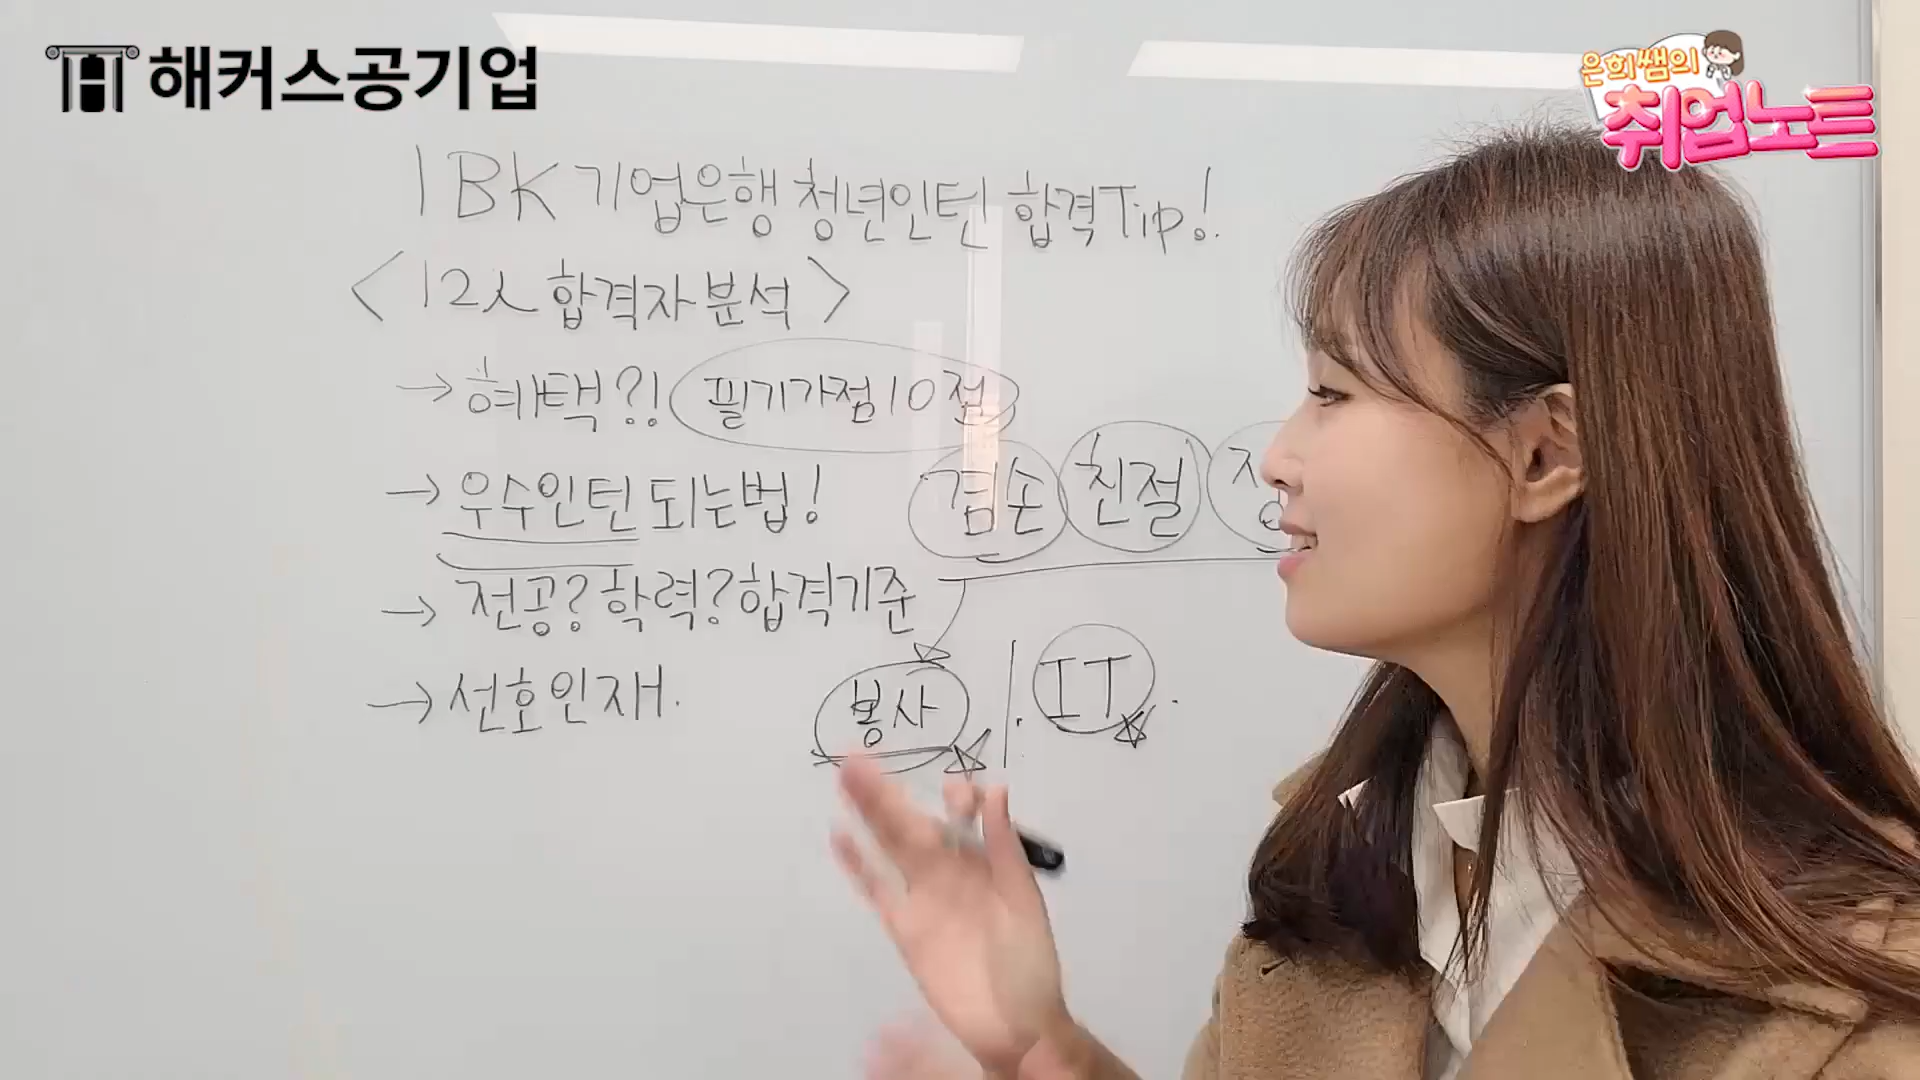 해커스공기업
은희쌤의
취업노트
IBK 기업은행 청년인턴 합격Tip!
<12人 합격자분석>
→ 혜택?! 필기가점10점
→ 우수인턴 되는법! 겸손 친절
→ 전공? 학력? 합격기준
→ 선호인재. 봉사 IT